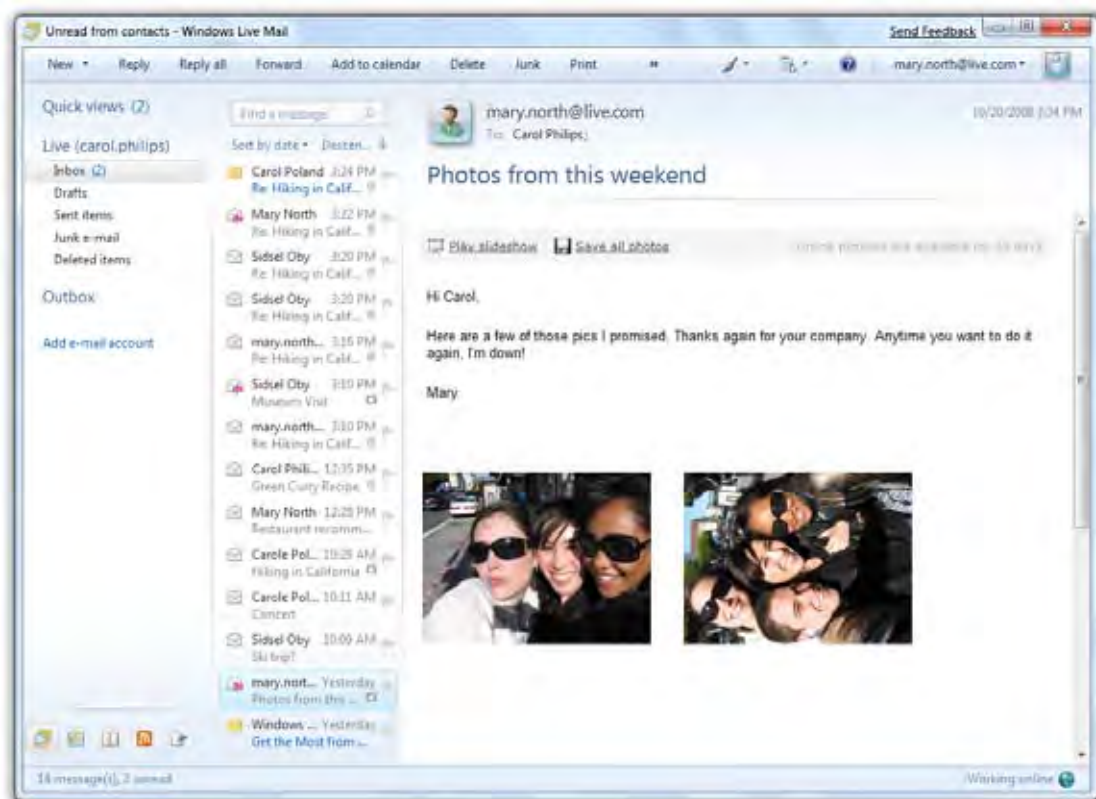 Unread from contacts - Windows Live Mail
Send Feedback
New Reply Reply all Forward Add to calendar Delete Junk Print » mary.north@live.com
Quick views (2)
Live (carol.philips)
Inbox (2)
Drafts
Sent items
Junk e-mail
Deleted items
Outbox
Add e-mail account
Find a message
Sort by date Descen...
Carol Poland 3:24 PM
Re: Hiking in Calif...
Mary North 3:22 PM
Re: Hiking in Calif...
Sidsel Oby 3:20 PM
Re: Hiking in Calif...
Sidsel Oby 3:20 PM
Re: Hiking in Calif...
mary.north... 3:16 PM
Re: Hiking in Calif...
Sidsel Oby 3:10 PM
Museum Visit
mary.north... 3:10 PM
Re: Hiking in Calif...
Carol Phili... 12:35 PM
Green Curry Recipe
Mary North 12:28 PM
Restaurant recomm...
Carole Pol... 10:28 AM
Hiking in California
Carole Pol... 10:11 AM
Concert
Sidsel Oby 10:09 AM
Ski trip?
mary.nort... Yesterday
Photos from this ...
Windows ... Yesterday
Get the Most from ...
mary.north@live.com
10/20/2008
To: Carol Philips;
Photos from this weekend
Play slideshow Save all photos
Hi Carol,
Here are a few of those pics I promised. Thanks again for your company. Anytime you want to do it
again, I'm down!
Mary
14 message(s), 2 unread
Working online